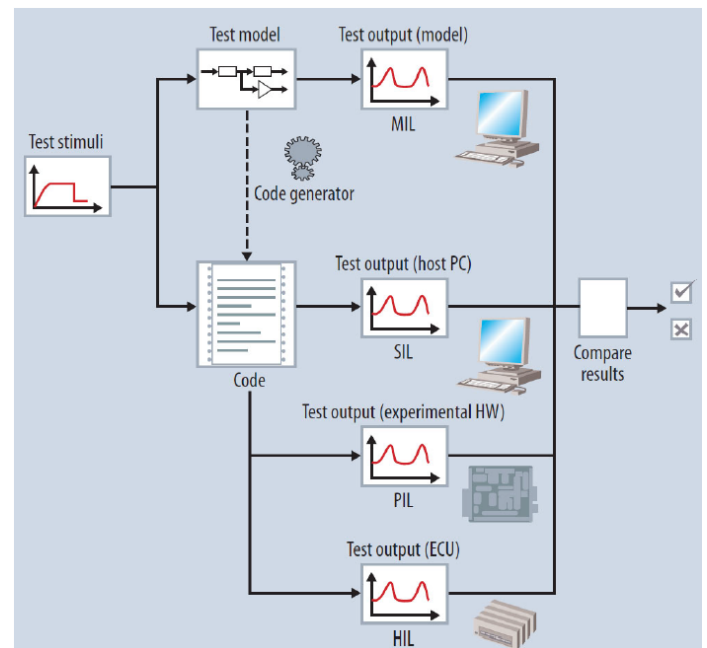 Test model
Test output (model)
MIL
Test stimuli
Code generator
Test output (host PC)
SIL
Code
Compare
results
Test output (experimental HW)
PIL
Test output (ECU)
HIL